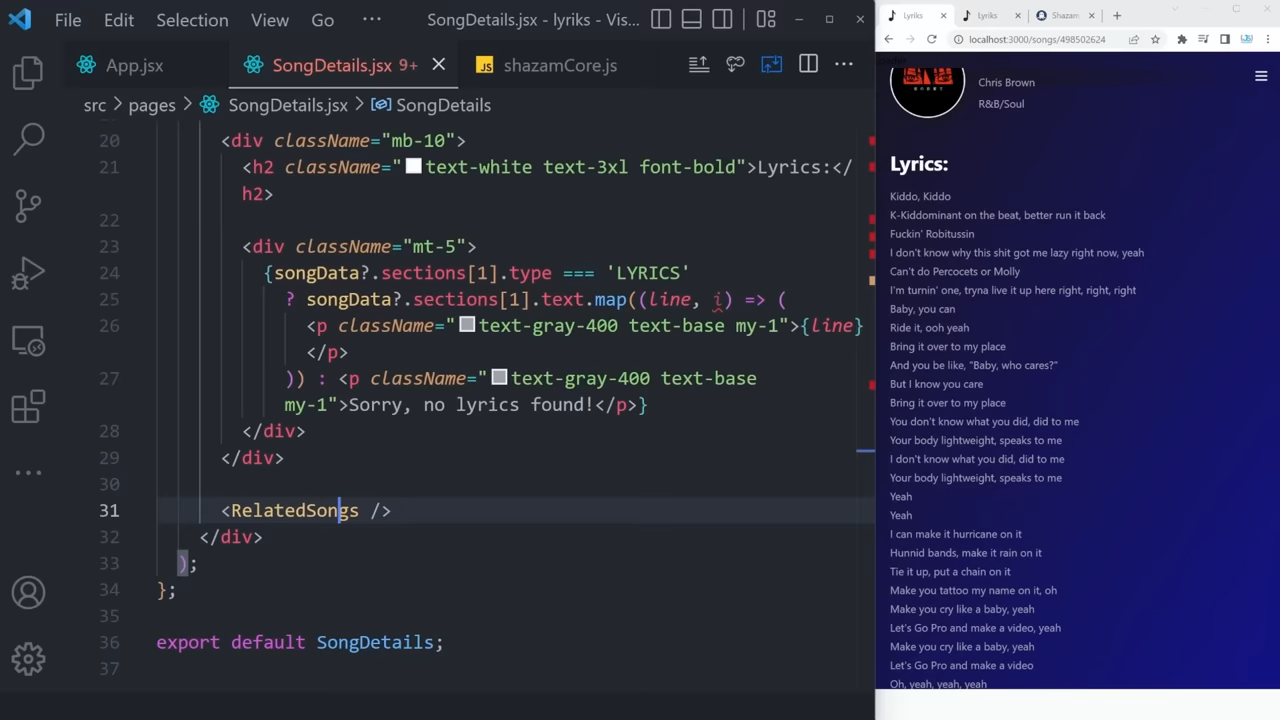 File Edit Selection View Go ··· SongDetails.jsx - lyriks - Vis...
App.jsx SongDetails.jsx 9+ shazamCore.js
src > pages > SongDetails.jsx > SongDetails
20 <div className="mb-10">
21 <h2 className="text-white text-3xl font-bold">Lyrics:</
h2>
22
23 <div className="mt-5">
24 {songData?.sections[1].type === 'LYRICS'
25 ? songData?.sections[1].text.map((line, i) => (
26 <p className="text-gray-400 text-base my-1">{line}
</p>
27 )) : <p className="text-gray-400 text-base
my-1">Sorry, no lyrics found!</p>}
28 </div>
29 </div>
30
31 <RelatedSongs />
32 </div>
33 );
34 };
35
36 export default SongDetails;
37
Lyriks Lyriks Shazam
localhost:3000/songs/498502624
Chris Brown
R&B/Soul
Lyrics:
Kiddo, Kiddo
K-Kiddominant on the beat, better run it back
Fuckin' Robitussin
I don't know why this shit got me lazy right now, yeah
Can't do Percocets or Molly
I'm turnin' one, tryna live it up here right, right, right
Baby, you can
Ride it, ooh yeah
Bring it over to my place
And you be like, "Baby, who cares?"
But I know you care
Bring it over to my place
You don't know what you did, did to me
Your body lightweight, speaks to me
I don't know what you did, did to me
Your body lightweight, speaks to me
Yeah
Yeah
I can make it hurricane on it
Hunnid bands, make it rain on it
Tie it up, put a chain on it
Make you tattoo my name on it, oh
Make you cry like a baby, yeah
Let's Go Pro and make a video, yeah
Make you cry like a baby, yeah
Let's Go Pro and make a video
Oh, yeah, yeah, yeah